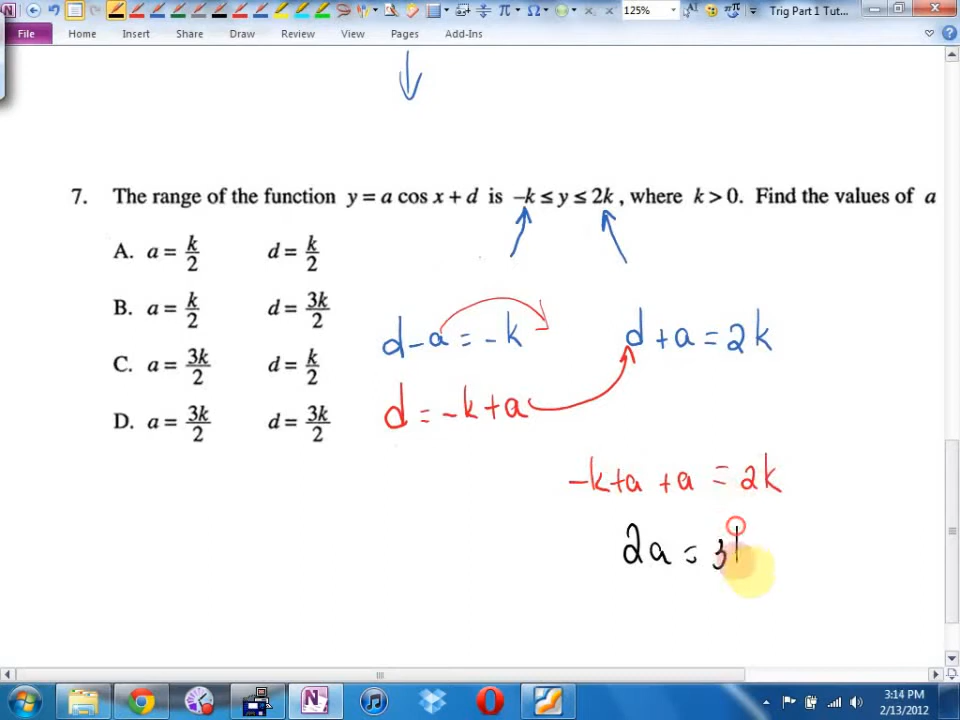 125% Trig Part 1 Tut...
File Home Insert Share Draw Review View Pages Add-Ins
7. The range of the function y = a cos x + d is -k ≤ y ≤ 2k, where k > 0. Find the values of a
A. a = k/2 d = k/2
B. a = k/2 d = 3k/2
C. a = 3k/2 d = k/2
D. a = 3k/2 d = 3k/2
d - a = -k d + a = 2k
d = -k + a
-k + a + a = 2k
2a = 3
3:14 PM
2/13/2012